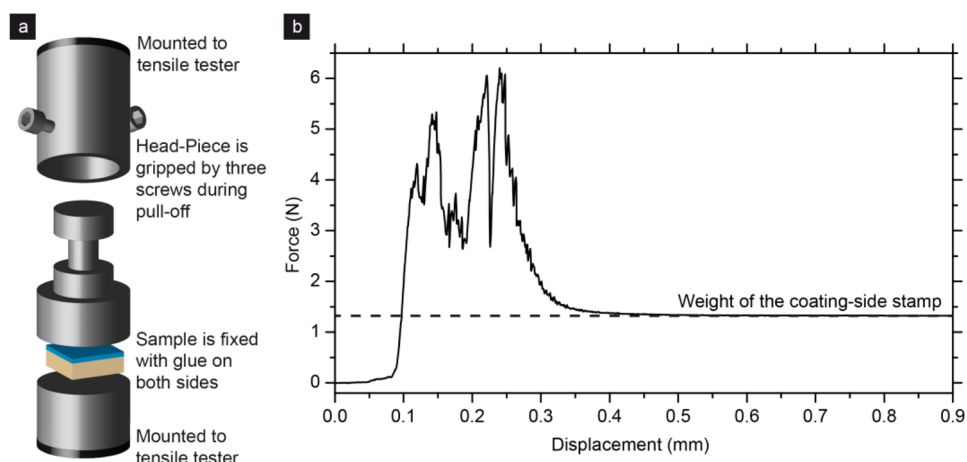 a
Mounted to
tensile tester
Head-Piece is
gripped by three
screws during
pull-off
Sample is fixed
with glue on
both sides
Mounted to
tensile tester
b
Force (N)
6
5
4
3
2
1
0
Weight of the coating-side stamp
0.0 0.1 0.2 0.3 0.4 0.5 0.6 0.7 0.8 0.9
Displacement (mm)